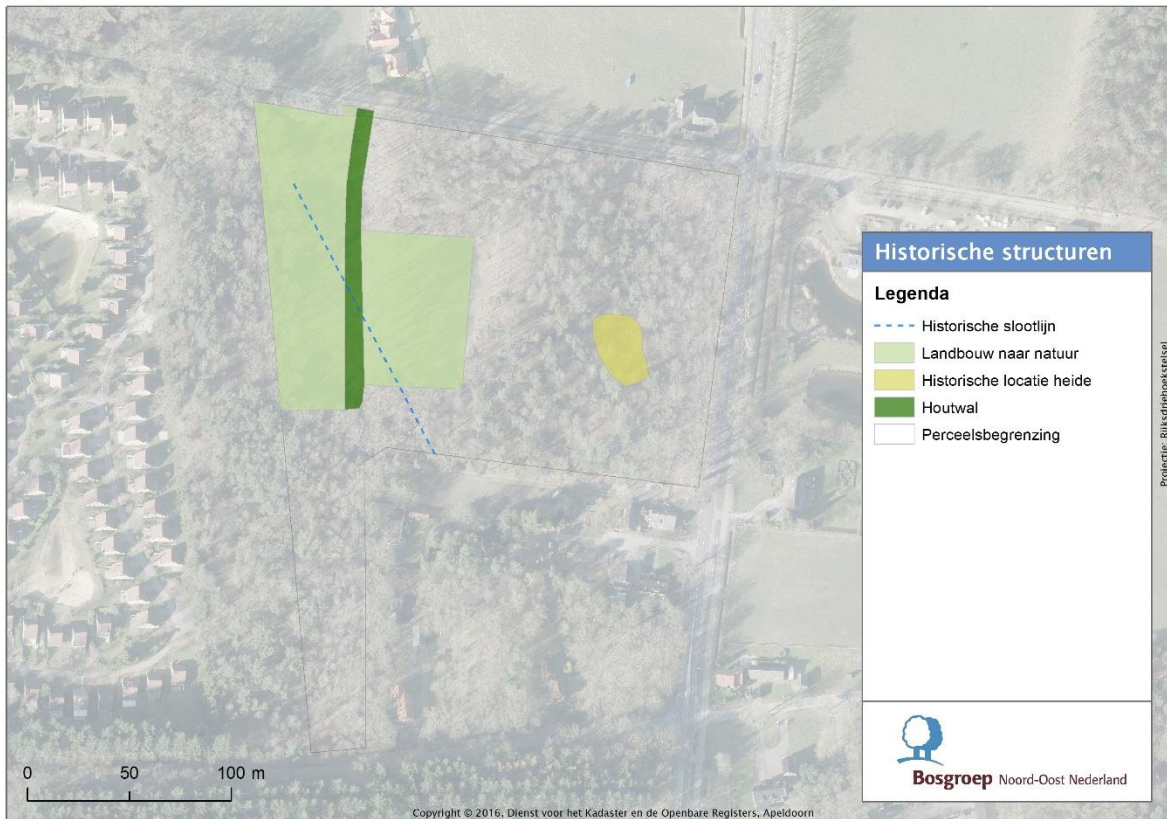 Historische structuren
Legenda
Historische slootlijn
Landbouw naar natuur
Historische locatie heide
Houtwal
Perceelsbegrenzing
Projectie: Rijksdriehoekstelsel
Bosgroep Noord-Oost Nederland
0 50 100 m
Copyright © 2016, Dienst voor het Kadaster en de Openbare Registers, Apeldoorn